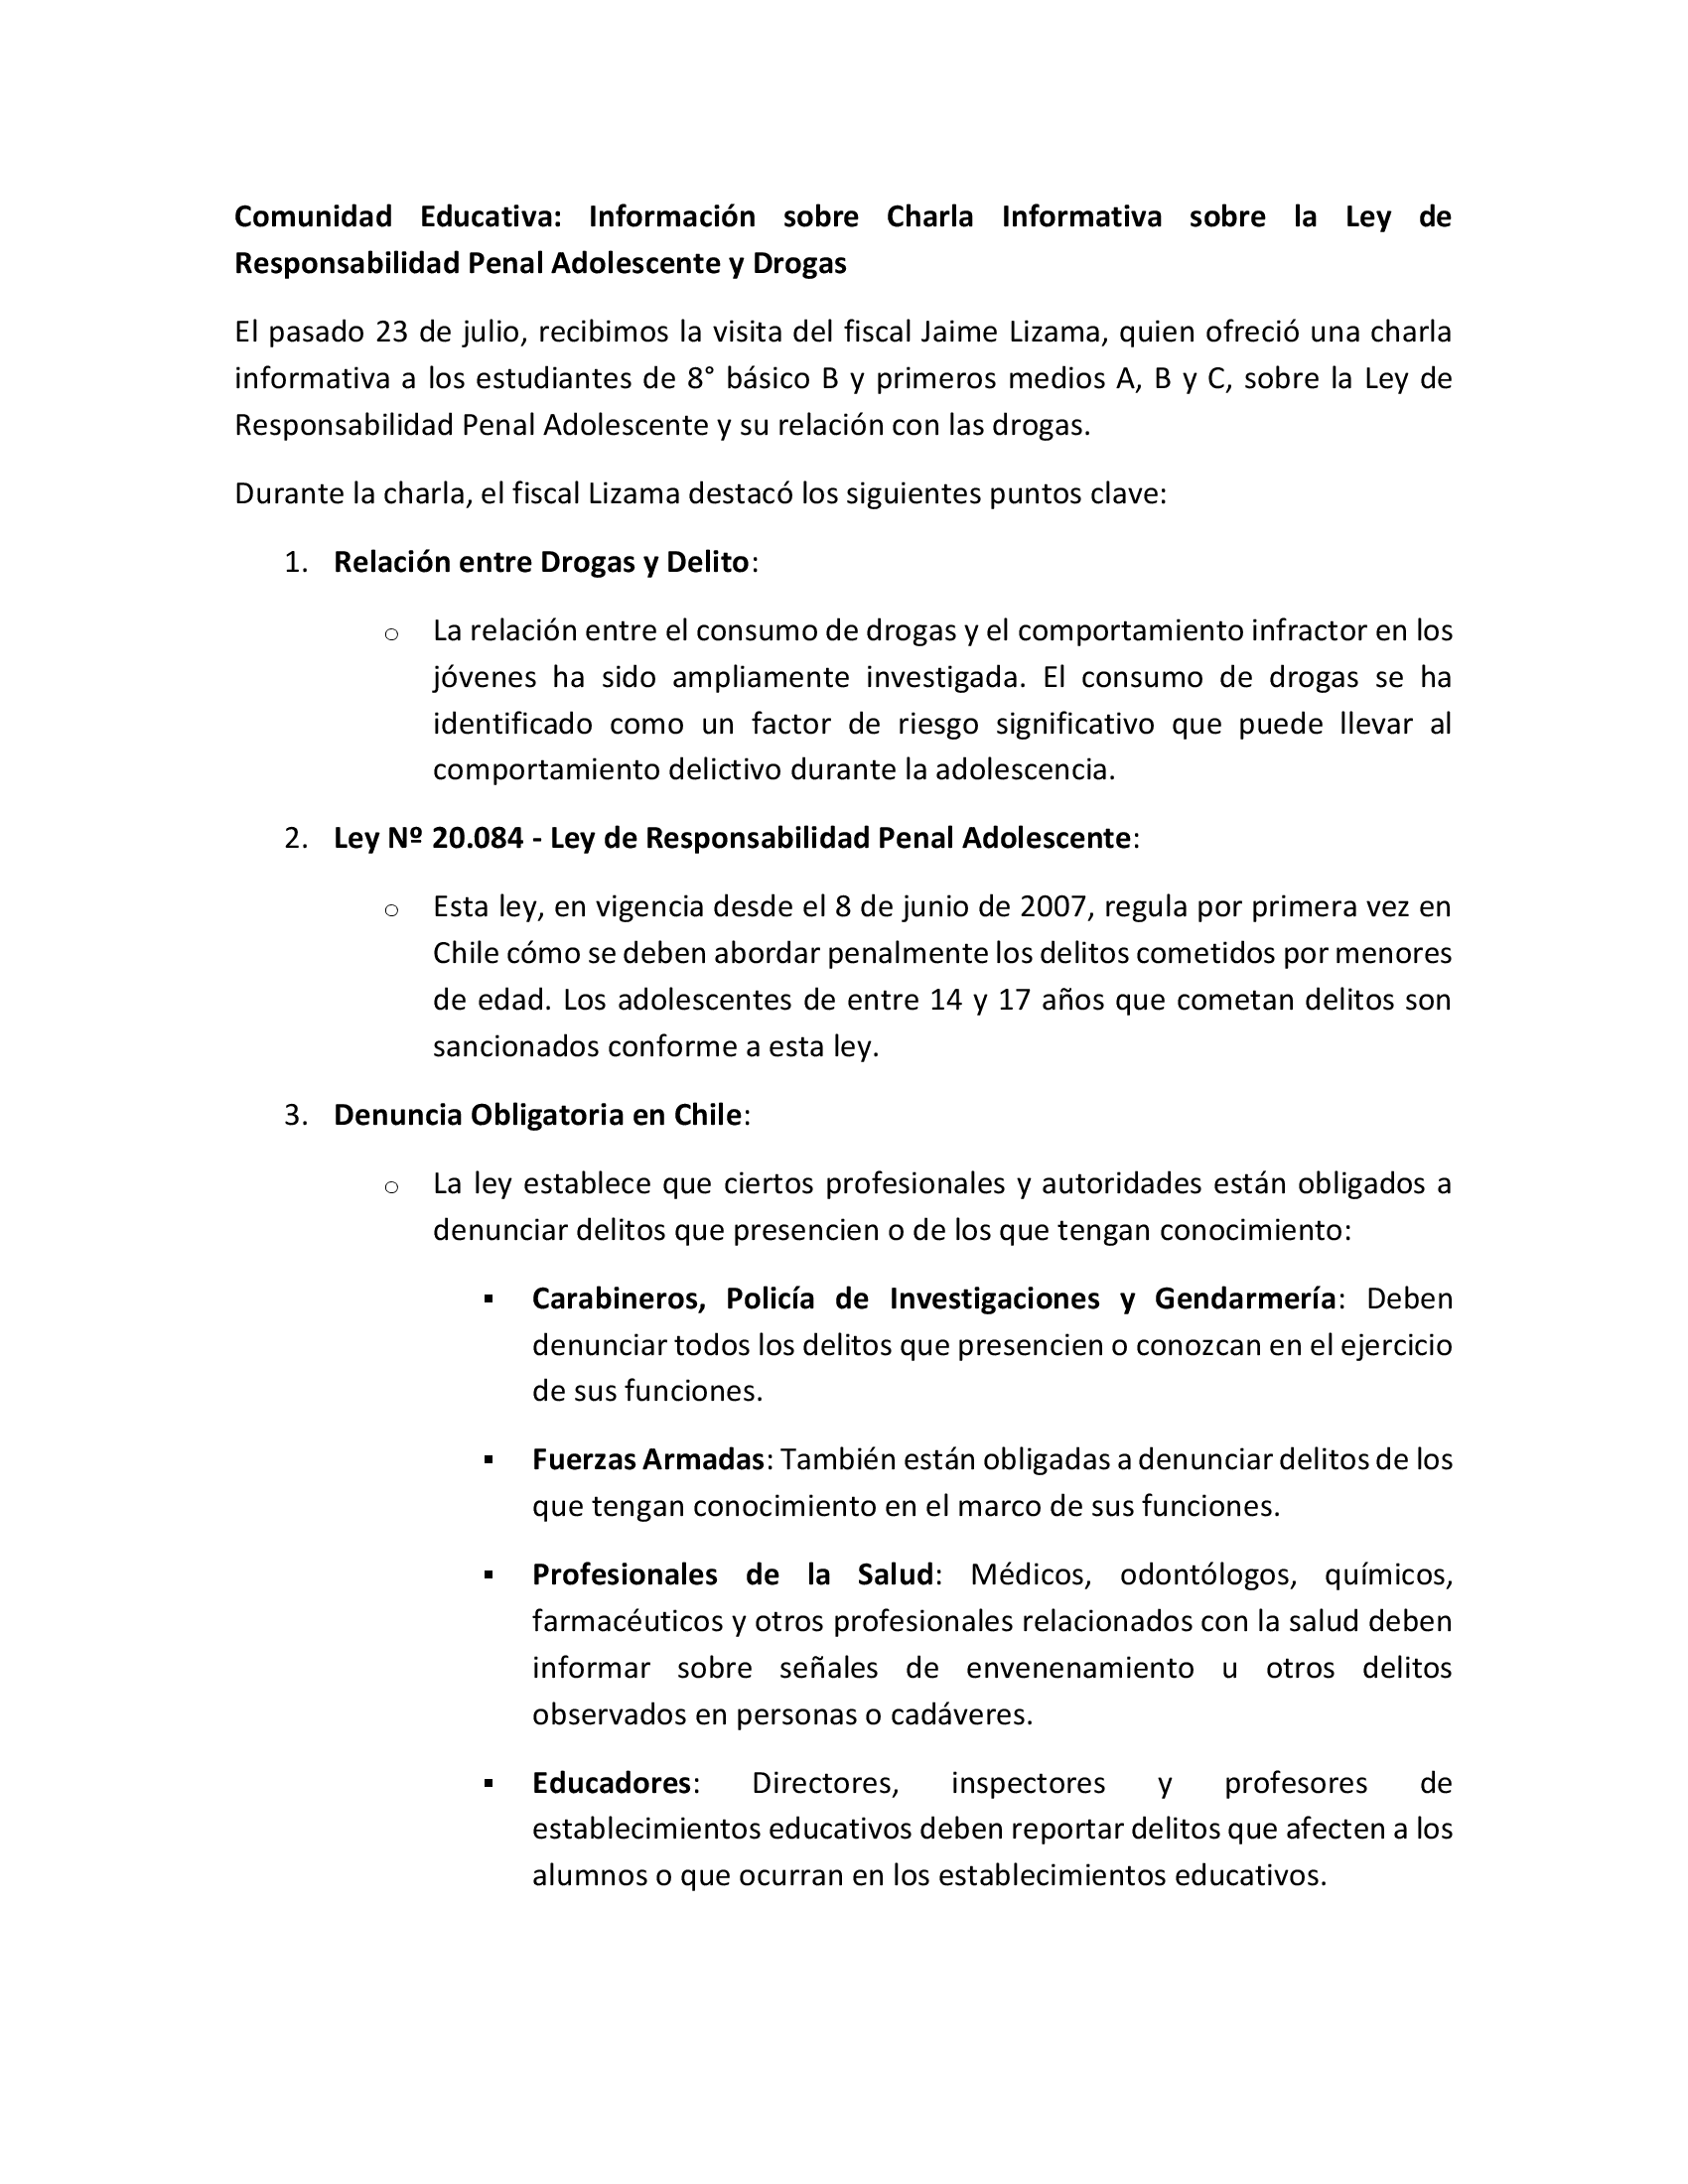 Comunidad Educativa: Información sobre Charla Informativa sobre la Ley de
Responsabilidad Penal Adolescente y Drogas
El pasado 23 de julio, recibimos la visita del fiscal Jaime Lizama, quien ofreció una charla
informativa a los estudiantes de 8° básico B y primeros medios A, B y C, sobre la Ley de
Responsabilidad Penal Adolescente y su relación con las drogas.
Durante la charla, el fiscal Lizama destacó los siguientes puntos clave:
1. Relación entre Drogas y Delito:
o La relación entre el consumo de drogas y el comportamiento infractor en los
jóvenes ha sido ampliamente investigada. El consumo de drogas se ha
identificado como un factor de riesgo significativo que puede llevar al
comportamiento delictivo durante la adolescencia.
2. Ley Nº 20.084 - Ley de Responsabilidad Penal Adolescente:
o Esta ley, en vigencia desde el 8 de junio de 2007, regula por primera vez en
Chile cómo se deben abordar penalmente los delitos cometidos por menores
de edad. Los adolescentes de entre 14 y 17 años que cometan delitos son
sancionados conforme a esta ley.
3. Denuncia Obligatoria en Chile:
o La ley establece que ciertos profesionales y autoridades están obligados a
denunciar delitos que presencien o de los que tengan conocimiento:
▪ Carabineros, Policía de Investigaciones y Gendarmería: Deben
denunciar todos los delitos que presencien o conozcan en el ejercicio
de sus funciones.
▪ Fuerzas Armadas: También están obligadas a denunciar delitos de los
que tengan conocimiento en el marco de sus funciones.
▪ Profesionales de la Salud: Médicos, odontólogos, químicos,
farmacéuticos y otros profesionales relacionados con la salud deben
informar sobre señales de envenenamiento u otros delitos
observados en personas o cadáveres.
▪ Educadores: Directores, inspectores y profesores de
establecimientos educativos deben reportar delitos que afecten a los
alumnos o que ocurran en los establecimientos educativos.